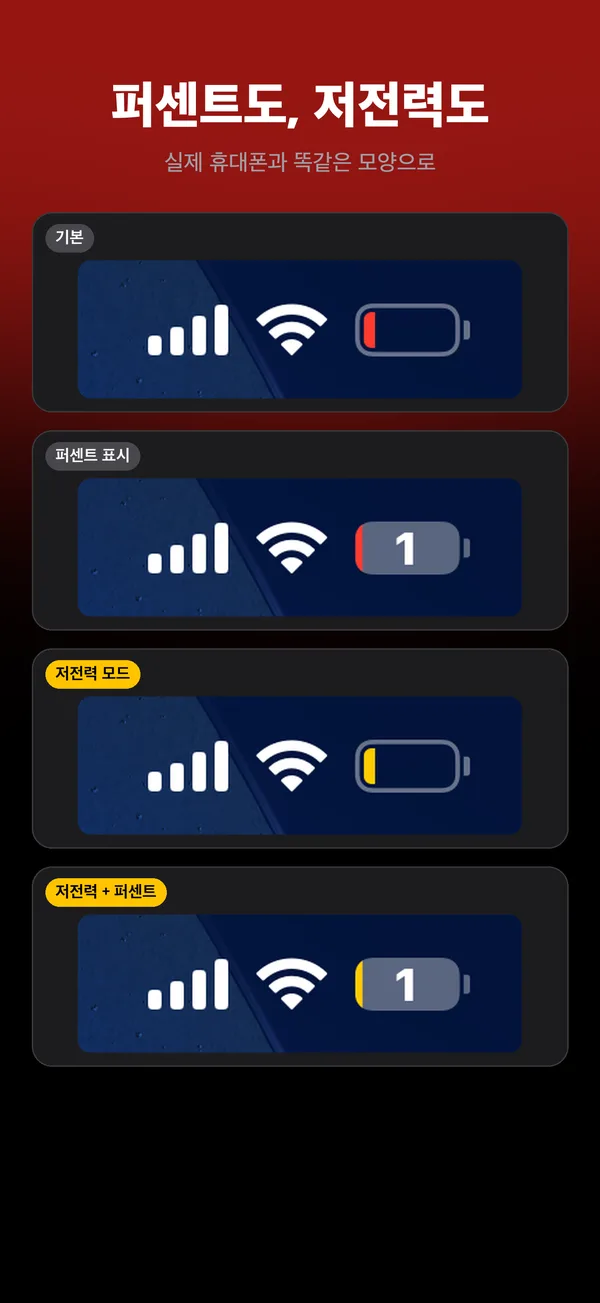 퍼센트도, 저전력도
실제 휴대폰과 똑같은 모양으로
기본
퍼센트 표시
1
저전력 모드
저전력 + 퍼센트
1